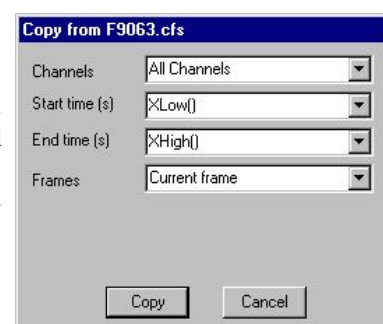 Copy from F9063.cfs
Channels All Channels
Start time (s) XLow()
End time (s) XHigh()
Frames Current frame
Copy Cancel